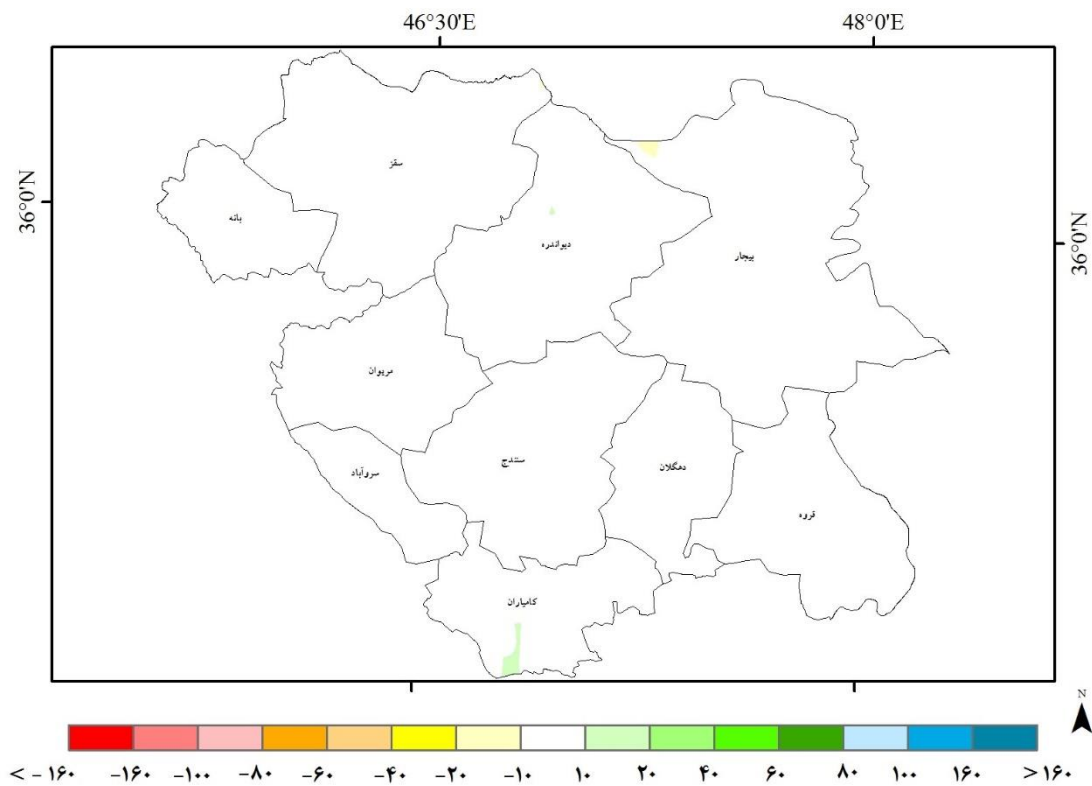 46°30'E
48°0'E
36°0'N
36°0'N
سقز
بانه
دیواندره
بیجار
مریوان
سنندج
سروآباد
دهگلان
قروه
کامیاران
N
< -۱۶۰ -۱۶۰ -۱۰۰ -۸۰ -۶۰ -۴۰ -۲۰ -۱۰ ۱۰ ۲۰ ۴۰ ۶۰ ۸۰ ۱۰۰ ۱۶۰ >۱۶۰